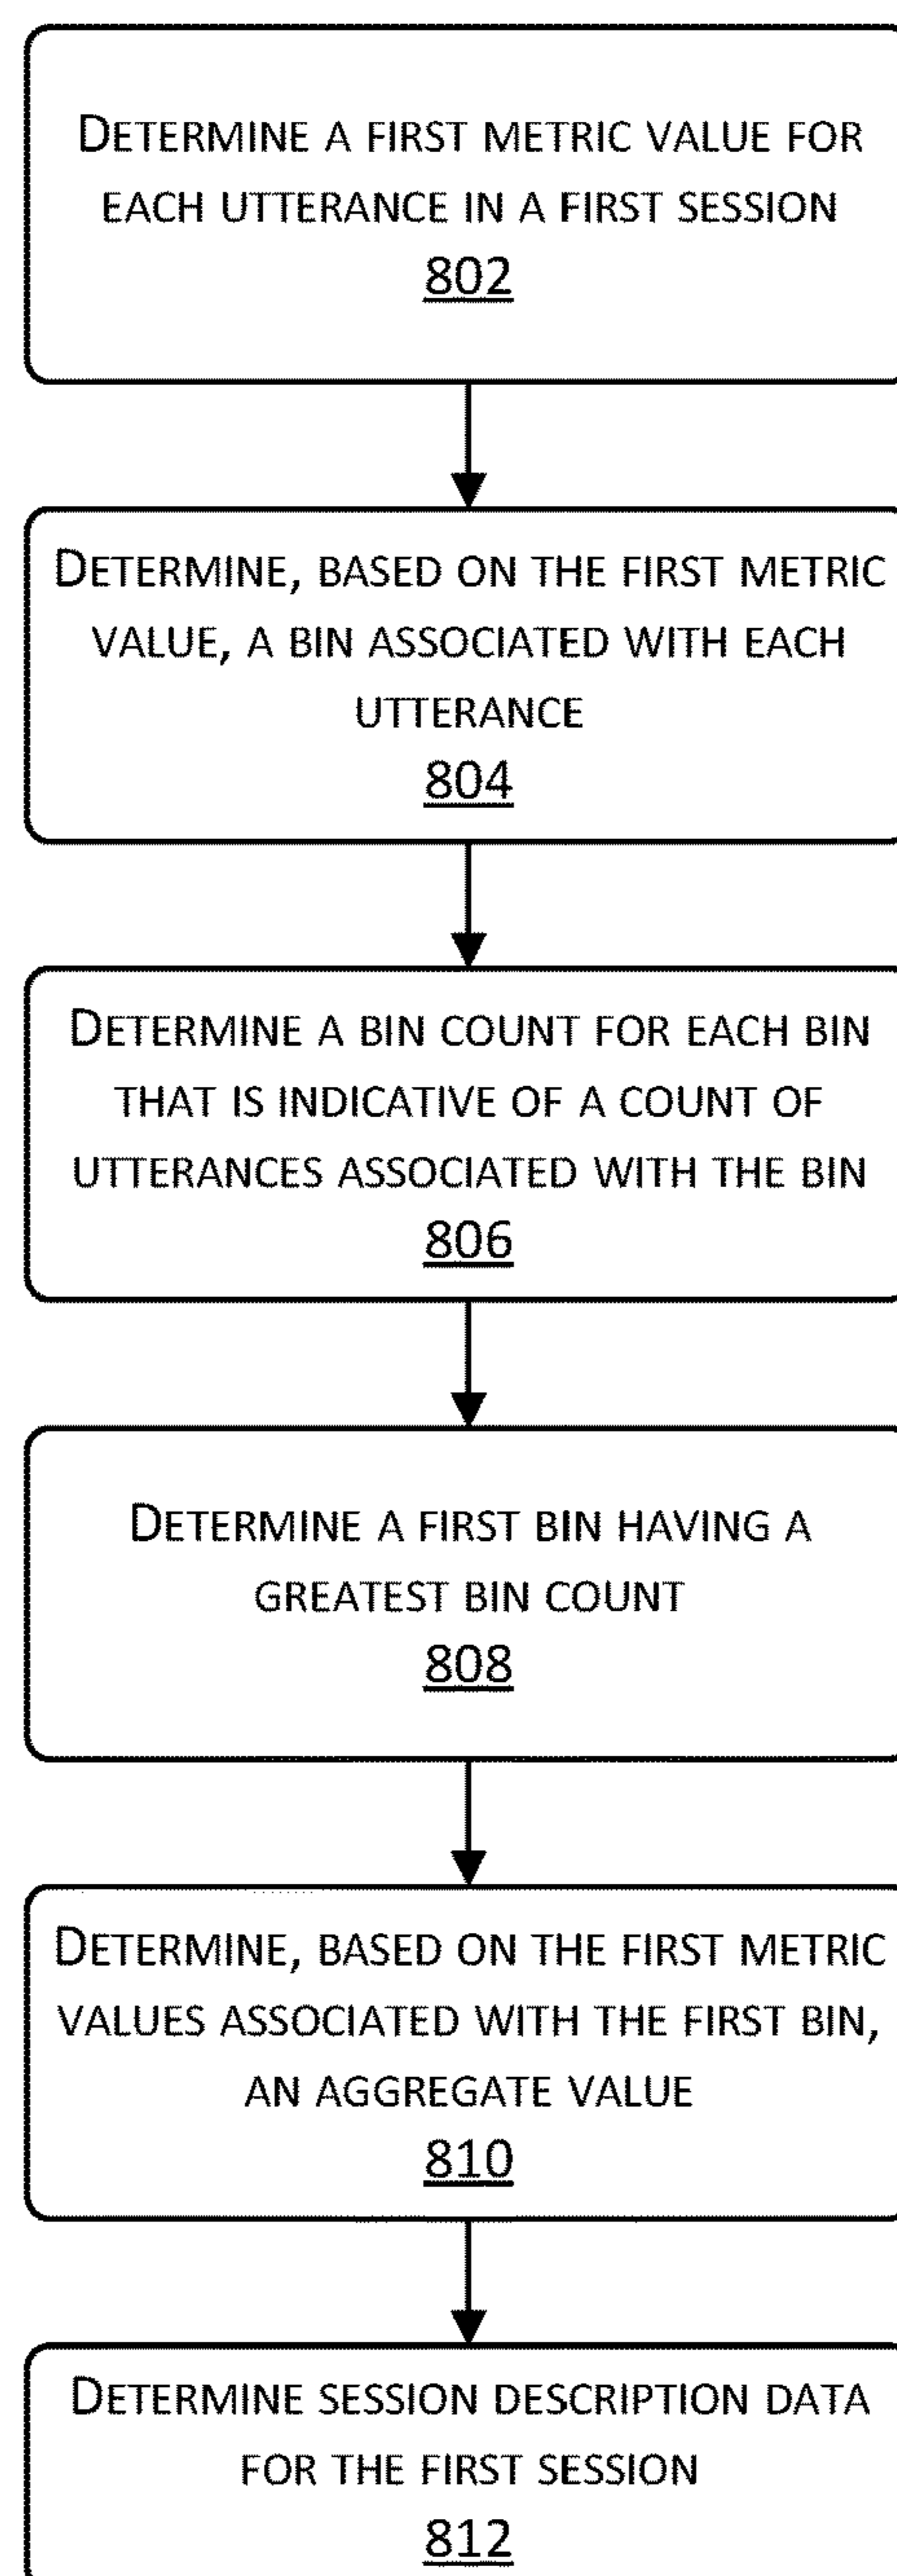 DETERMINE A FIRST METRIC VALUE FOR
EACH UTTERANCE IN A FIRST SESSION
802
DETERMINE, BASED ON THE FIRST METRIC
VALUE, A BIN ASSOCIATED WITH EACH
UTTERANCE
804
DETERMINE A BIN COUNT FOR EACH BIN
THAT IS INDICATIVE OF A COUNT OF
UTTERANCES ASSOCIATED WITH THE BIN
806
DETERMINE A FIRST BIN HAVING A
GREATEST BIN COUNT
808
DETERMINE, BASED ON THE FIRST METRIC
VALUES ASSOCIATED WITH THE FIRST BIN,
AN AGGREGATE VALUE
810
DETERMINE SESSION DESCRIPTION DATA
FOR THE FIRST SESSION
812